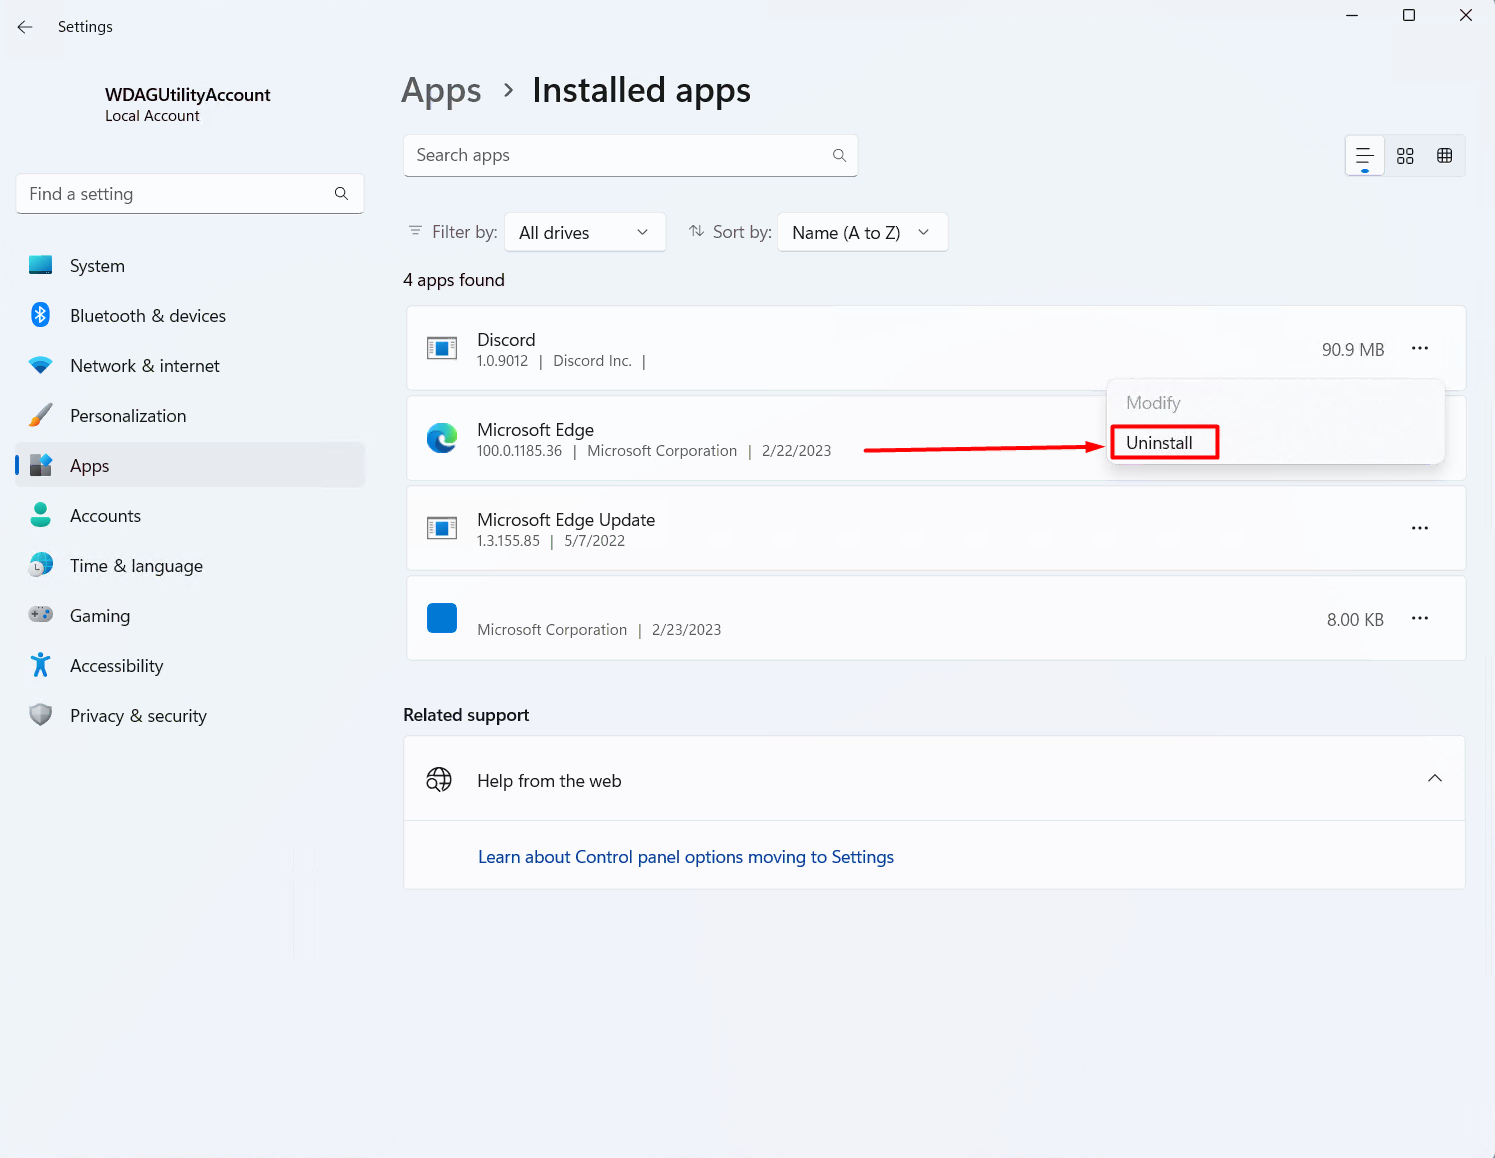 Settings
WDAGUtilityAccount
Local Account
Find a setting
System
Bluetooth & devices
Network & internet
Personalization
Apps
Accounts
Time & language
Gaming
Accessibility
Privacy & security
Apps > Installed apps
Search apps
Filter by: All drives Sort by: Name (A to Z)
4 apps found
Discord
1.0.9012 | Discord Inc. |
90.9 MB
Modify
Uninstall
Microsoft Edge
100.0.1185.36 | Microsoft Corporation | 2/22/2023
Microsoft Edge Update
1.3.155.85 | 5/7/2022
Microsoft Corporation | 2/23/2023
8.00 KB
Related support
Help from the web
Learn about Control panel options moving to Settings